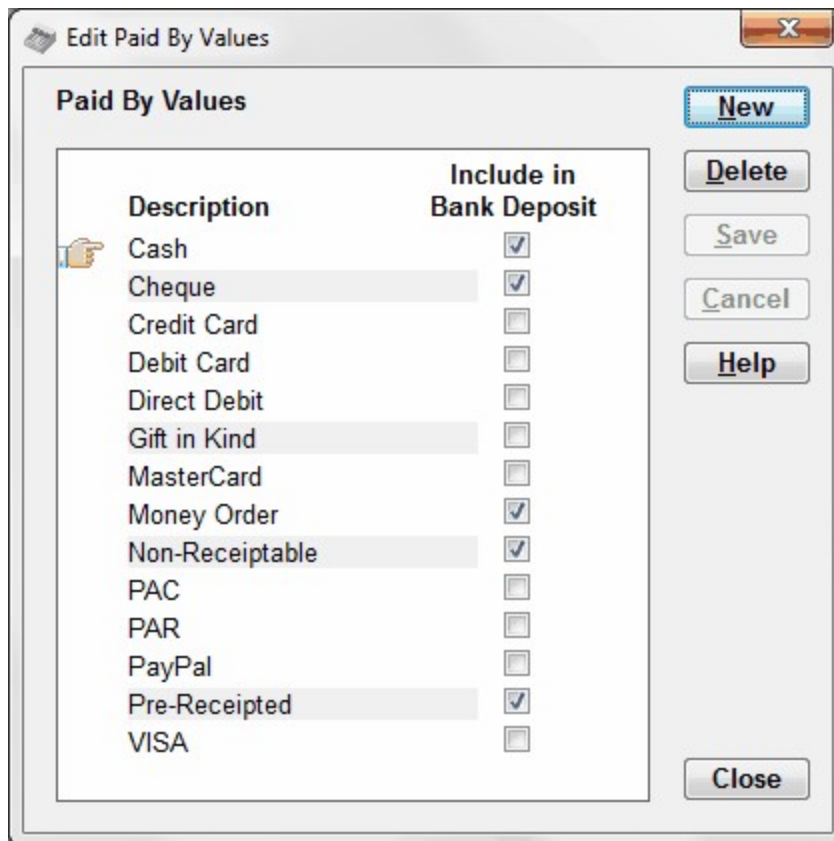 Edit Paid By Values
Paid By Values
New
Include in
Bank Deposit
Description
Delete
Cash
Save
Cheque
Cancel
Credit Card
Debit Card
Help
Direct Debit
Gift in Kind
MasterCard
Money Order
Non-Receiptable
PAC
PAR
PayPal
Pre-Receipted
VISA
Close